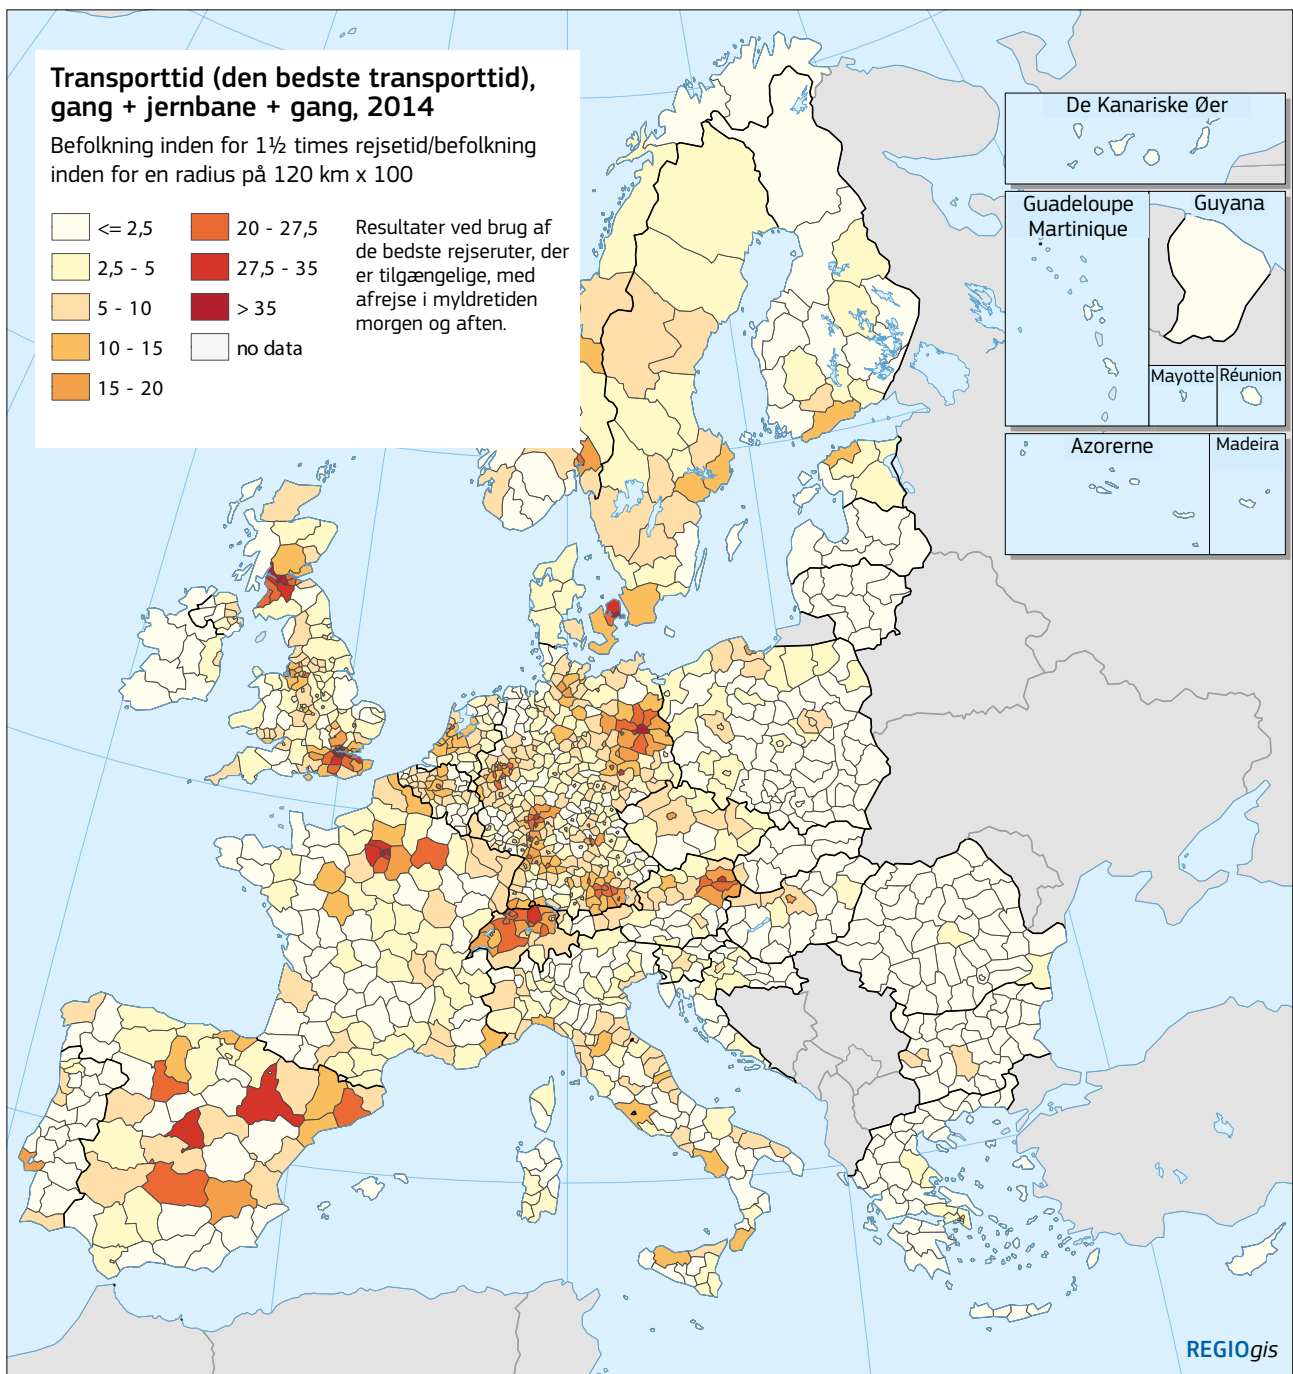 Transporttid (den bedste transporttid),
gang + jernbane + gang, 2014
Befolkning inden for 1½ times rejsetid/befolkning
inden for en radius på 120 km x 100
<= 2,5
2,5 - 5
5 - 10
10 - 15
15 - 20
20 - 27,5
27,5 - 35
> 35
no data
Resultater ved brug af
de bedste rejseruter, der
er tilgængelige, med
afrejse i myldretiden
morgen og aften.
De Kanariske Øer
Guadeloupe
Martinique
Guyana
Mayotte
Réunion
Azorerne
Madeira
REGIOgis